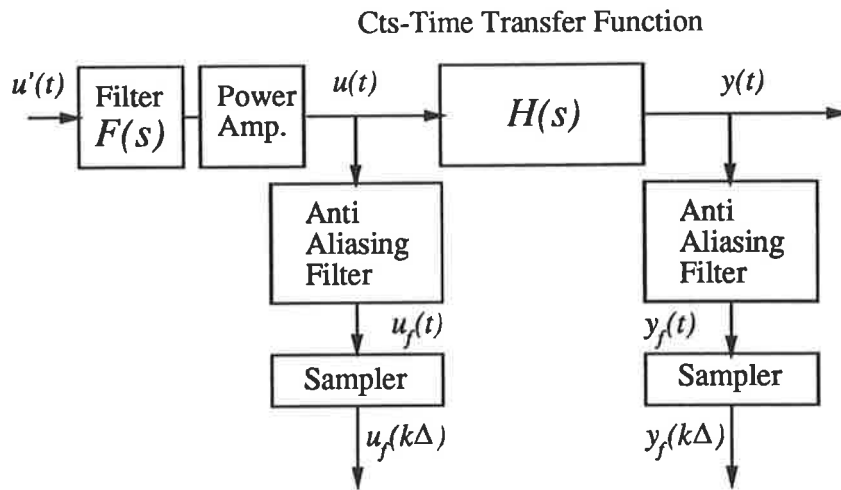 Cts-Time Transfer Function
u'(t)
Filter
F(s)
Power
Amp.
u(t)
H(s)
y(t)
Anti
Aliasing
Filter
Anti
Aliasing
Filter
u_f(t)
y_f(t)
Sampler
Sampler
u_f(kΔ)
y_f(kΔ)